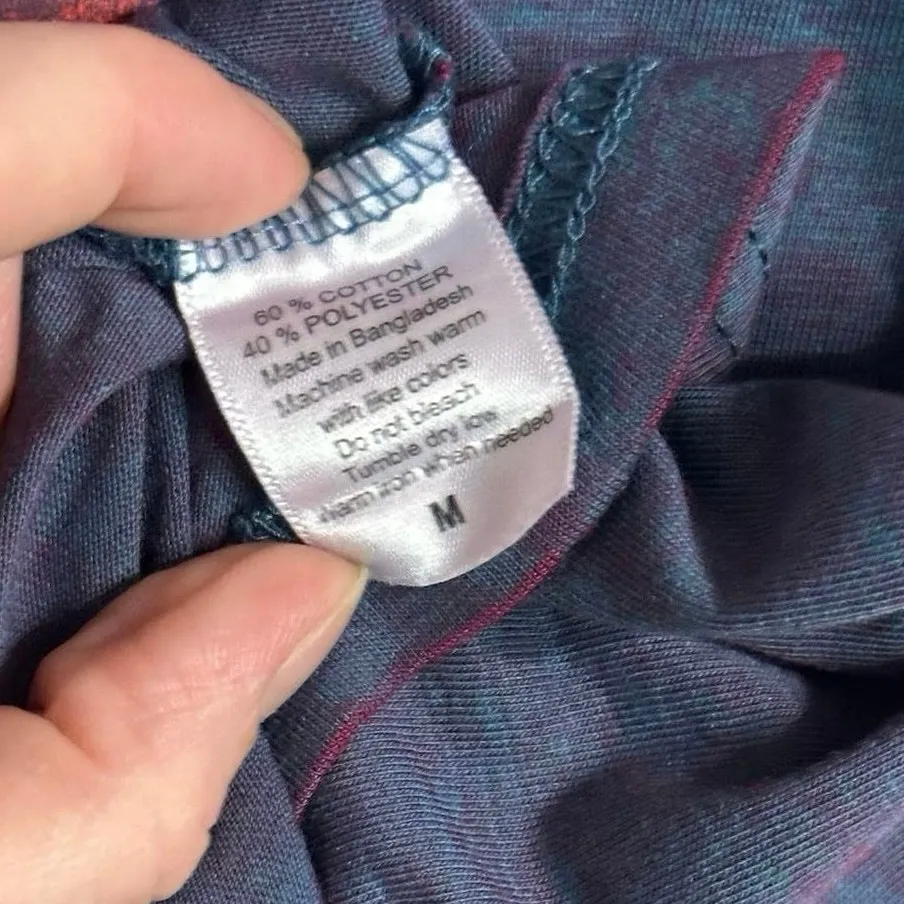 60 % COTTON
40 % POLYESTER
Made in Bangladesh
Machine wash warm
with like colors
Do not bleach
Tumble dry low
Warm iron when needed
M